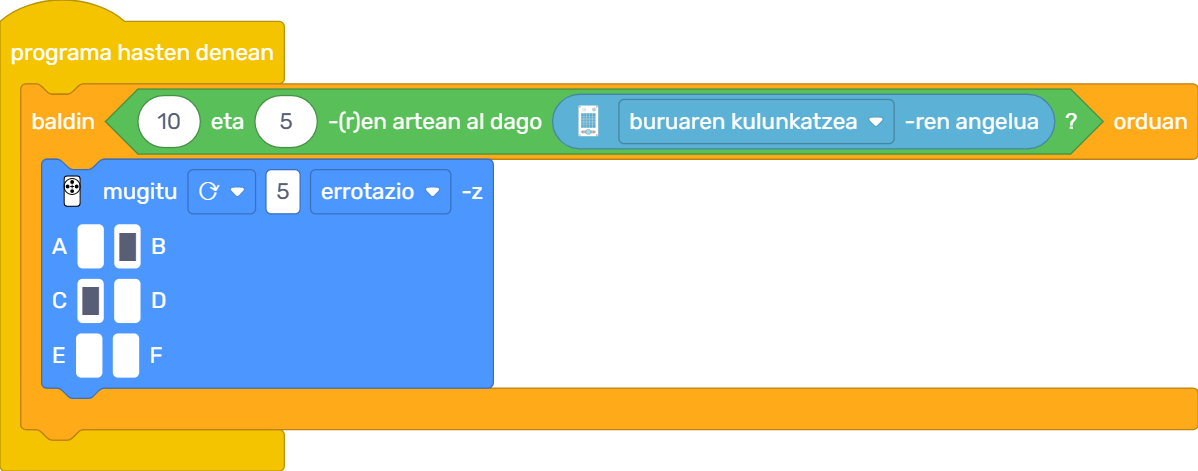 programa hasten denean
baldin 10 eta 5 -(r)en artean al dago buruaren kulunkatzea -ren angelua ? orduan
mugitu 5 errotazio -z
A B
C D
E F